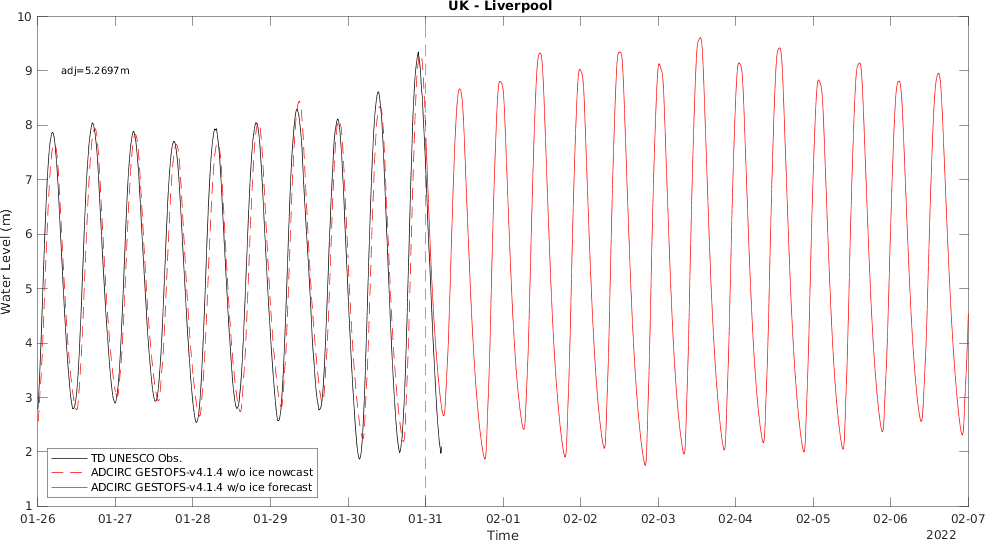 UK - Liverpool
10
9
8
7
6
5
4
3
2
1
Water Level (m)
adj=5.2697m
TD UNESCO Obs.
ADCIRC GESTOFS-v4.1.4 w/o ice nowcast
ADCIRC GESTOFS-v4.1.4 w/o ice forecast
01-26 01-27 01-28 01-29 01-30 01-31 02-01 02-02 02-03 02-04 02-05 02-06 02-07
Time
2022